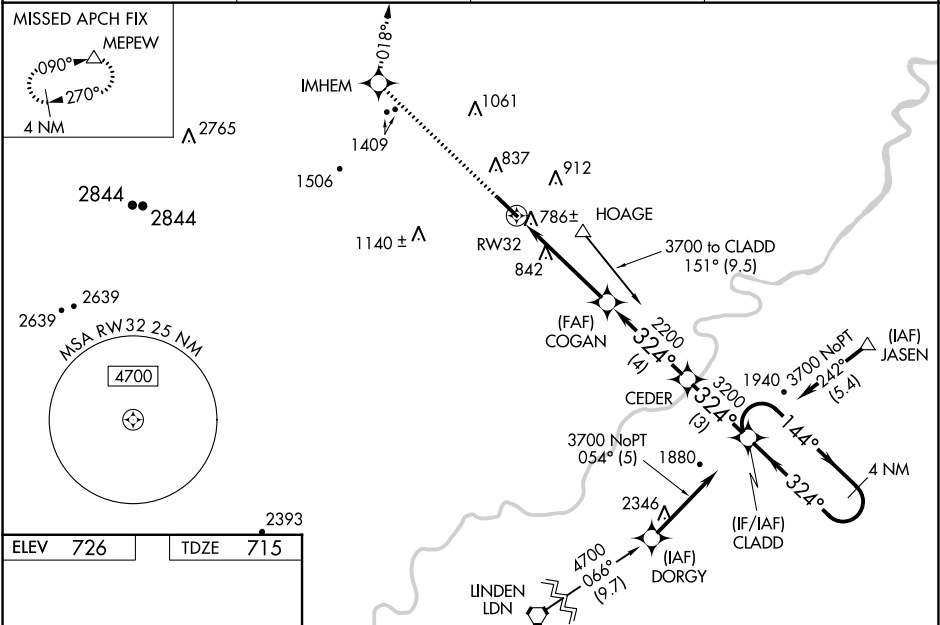 MISSED APCH FIX
MEPEW
090°
270°
4 NM
2765
2844
2844
018°
IMHEM
1061
1409
1506
837
912
786±
HOAGE
1140 ±
RW32
842
3700 to CLADD
151° (9.5)
2639
2639
MSA RW 32 25 NM
4700
(FAF)
COGAN
2200
324°
(4)
CEDER
3200
324°
(3)
1940
3700 NoPT
242°
(5.4)
(IAF)
JASEN
144°
324°
4 NM
3700 NoPT
054° (5)
1880
2346
(IF/IAF)
CLADD
(IAF)
DORGY
4700
066°
(9.7)
LINDEN
LDN
2393
ELEV 726
TDZE 715